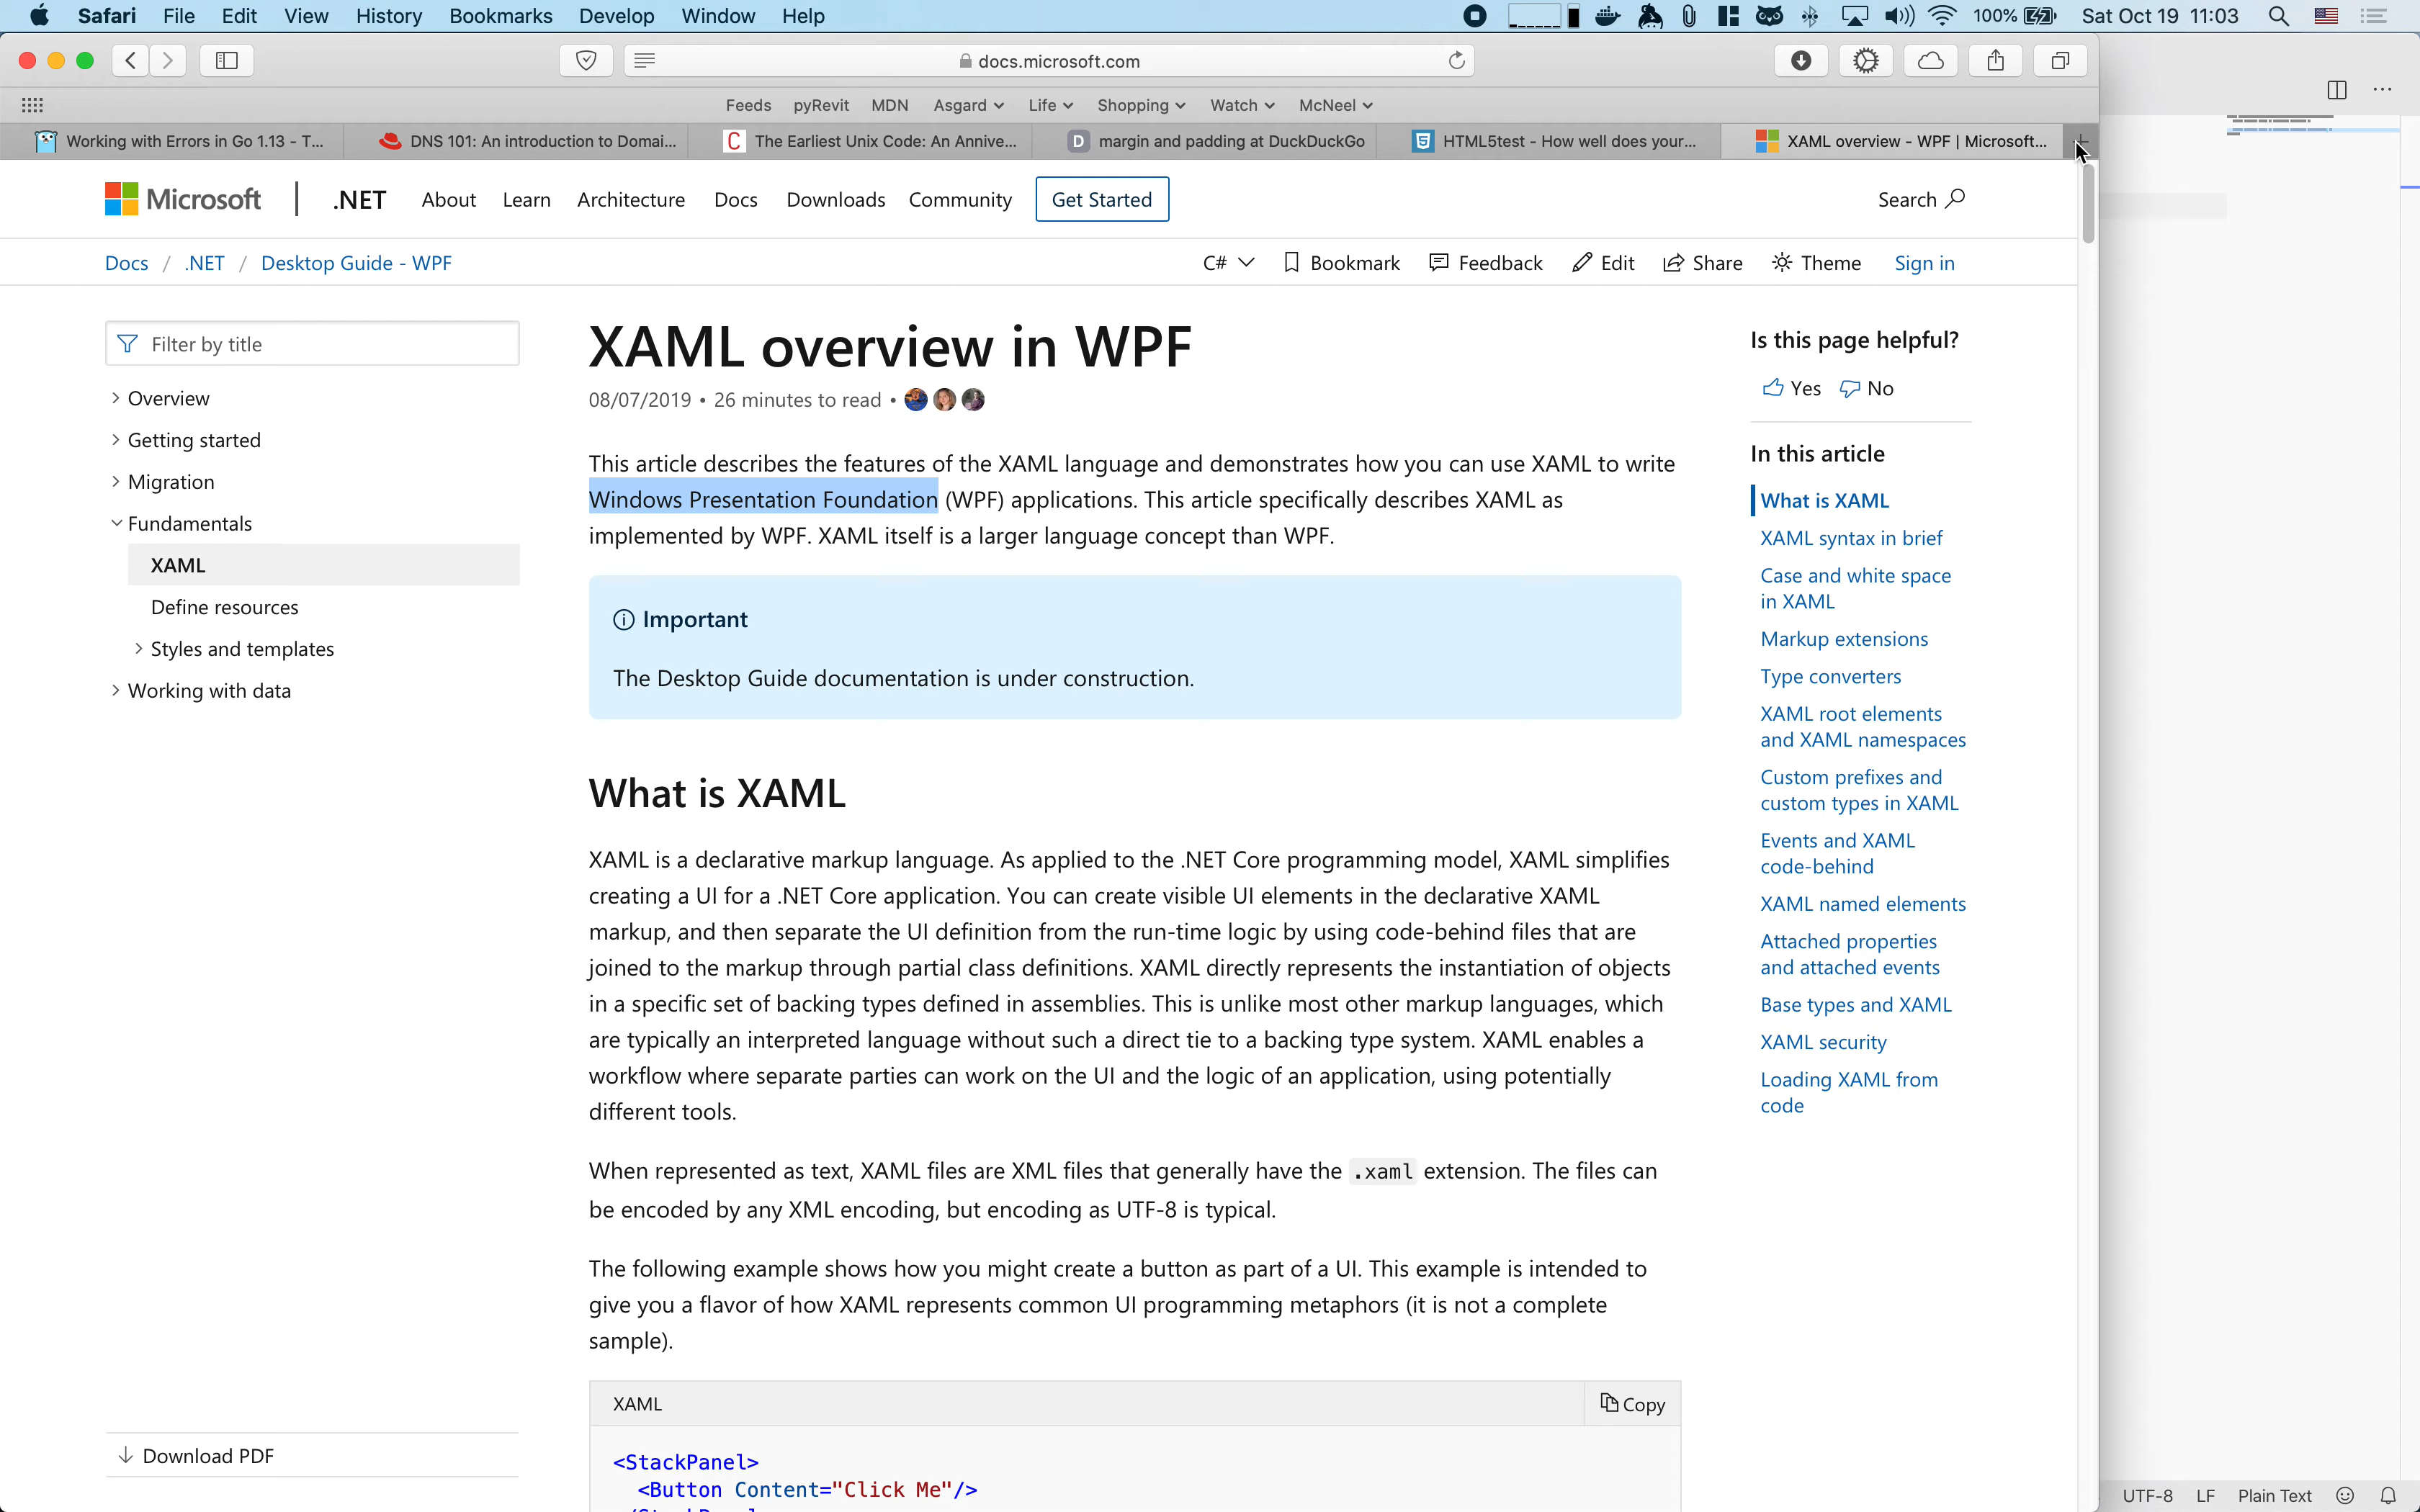 Safari File Edit View History Bookmarks Develop Window Help 100% Sat Oct 19 11:03
docs.microsoft.com
Feeds pyRevit MDN Asgard Life Shopping Watch McNeel
Working with Errors in Go 1.13 - T... DNS 101: An introduction to Domai... The Earliest Unix Code: An Annive... margin and padding at DuckDuckGo HTML5test - How well does your... XAML overview - WPF | Microsoft...
Microsoft .NET About Learn Architecture Docs Downloads Community Get Started Search
Docs / .NET / Desktop Guide - WPF C# Bookmark Feedback Edit Share Theme Sign in
Filter by title
Overview
Getting started
Migration
Fundamentals
XAML
Define resources
Styles and templates
Working with data
Download PDF
XAML overview in WPF
08/07/2019 • 26 minutes to read •
This article describes the features of the XAML language and demonstrates how you can use XAML to write
Windows Presentation Foundation (WPF) applications. This article specifically describes XAML as
implemented by WPF. XAML itself is a larger language concept than WPF.
Important
The Desktop Guide documentation is under construction.
What is XAML
XAML is a declarative markup language. As applied to the .NET Core programming model, XAML simplifies
creating a UI for a .NET Core application. You can create visible UI elements in the declarative XAML
markup, and then separate the UI definition from the run-time logic by using code-behind files that are
joined to the markup through partial class definitions. XAML directly represents the instantiation of objects
in a specific set of backing types defined in assemblies. This is unlike most other markup languages, which
are typically an interpreted language without such a direct tie to a backing type system. XAML enables a
workflow where separate parties can work on the UI and the logic of an application, using potentially
different tools.
When represented as text, XAML files are XML files that generally have the .xaml extension. The files can
be encoded by any XML encoding, but encoding as UTF-8 is typical.
The following example shows how you might create a button as part of a UI. This example is intended to
give you a flavor of how XAML represents common UI programming metaphors (it is not a complete
sample).
XAML Copy
<StackPanel>
<Button Content="Click Me"/>
Is this page helpful?
Yes No
In this article
What is XAML
XAML syntax in brief
Case and white space
in XAML
Markup extensions
Type converters
XAML root elements
and XAML namespaces
Custom prefixes and
custom types in XAML
Events and XAML
code-behind
XAML named elements
Attached properties
and attached events
Base types and XAML
XAML security
Loading XAML from
code
UTF-8 LF Plain Text